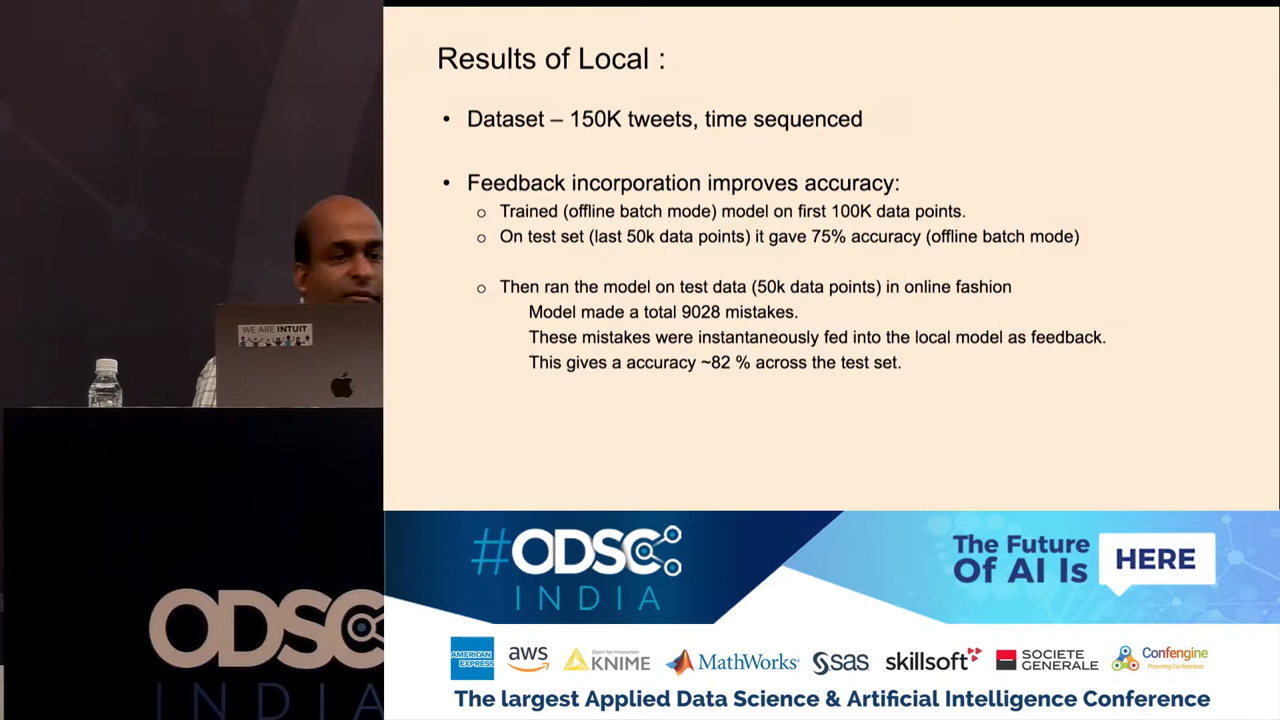 Results of Local :
• Dataset – 150K tweets, time sequenced
• Feedback incorporation improves accuracy:
o Trained (offline batch mode) model on first 100K data points.
o On test set (last 50k data points) it gave 75% accuracy (offline batch mode)
o Then ran the model on test data (50k data points) in online fashion
Model made a total 9028 mistakes.
These mistakes were instantaneously fed into the local model as feedback.
This gives a accuracy ~82 % across the test set.
WE ARE INTUIT
ODSC
INDIA
#ODSC
INDIA
The Future
Of AI Is
HERE
AMERICAN
EXPRESS
aws
Open for Innovation
KNIME
MathWorks
sas
skillsoft
SOCIETE
GENERALE
Confengine
Powering Conferences
The largest Applied Data Science & Artificial Intelligence Conference